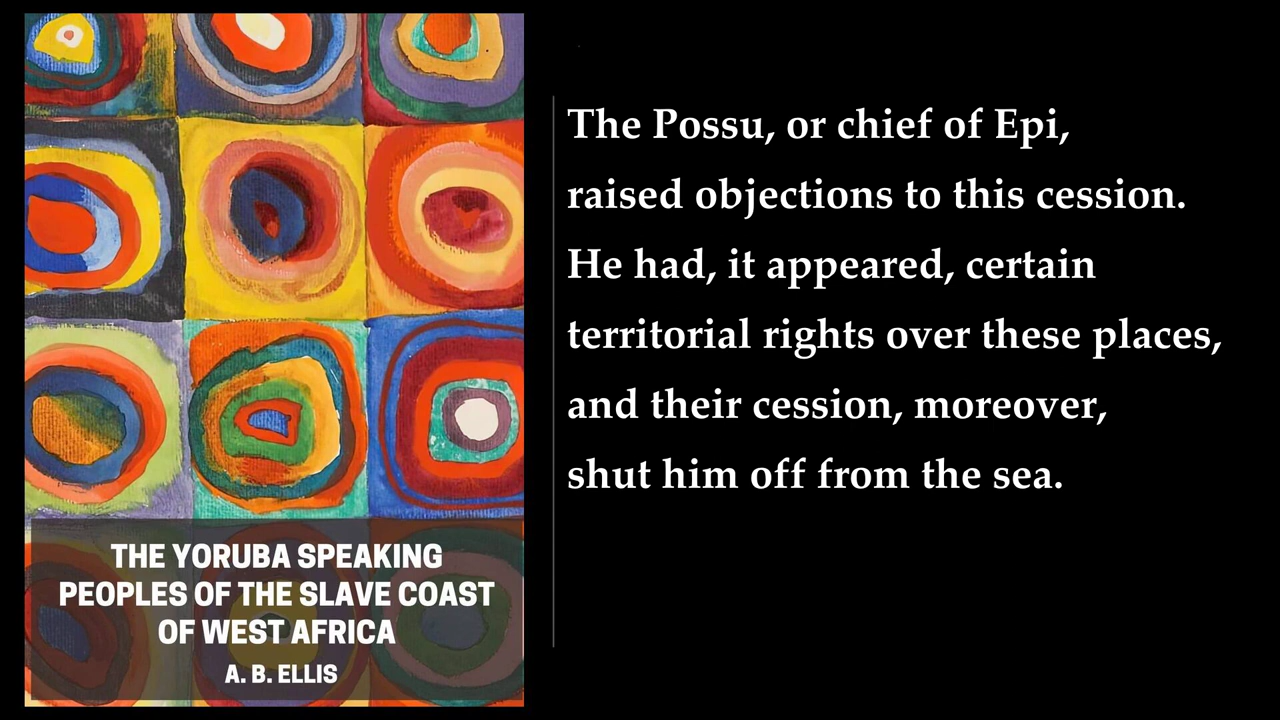 The Possu, or chief of Epi,
raised objections to this cession.
He had, it appeared, certain
territorial rights over these places,
and their cession, moreover,
shut him off from the sea.
THE YORUBA SPEAKING
PEOPLES OF THE SLAVE COAST
OF WEST AFRICA
A. B. ELLIS